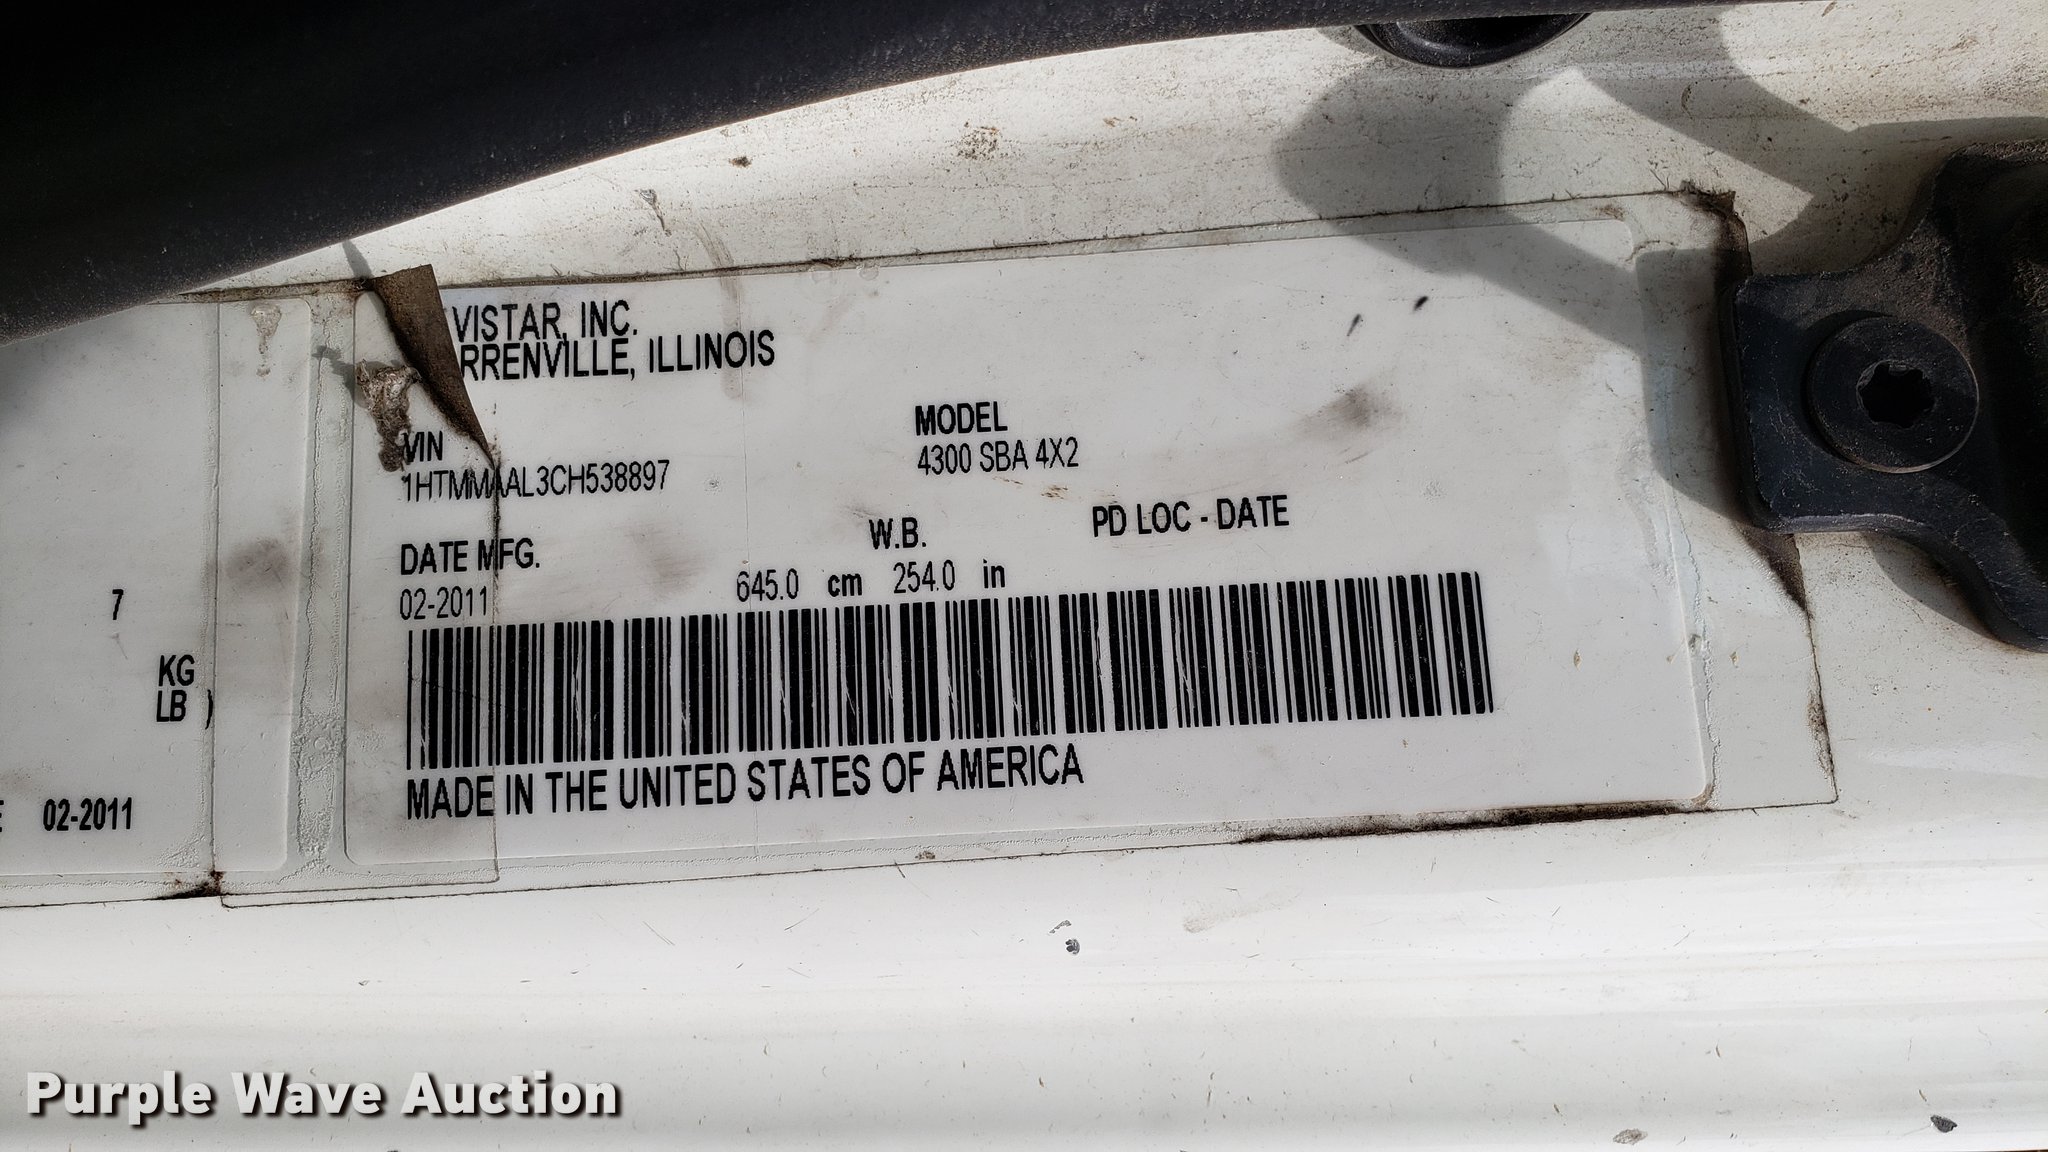 VISTAR, INC.
RRENVILLE, ILLINOIS
VIN
1HTMMAAL3CH538897
MODEL
4300 SBA 4X2
DATE MFG.
02-2011
W.B.
645.0 cm 254.0 in
PD LOC - DATE
MADE IN THE UNITED STATES OF AMERICA
7
KG
LB )
E 02-2011
Purple Wave Auction